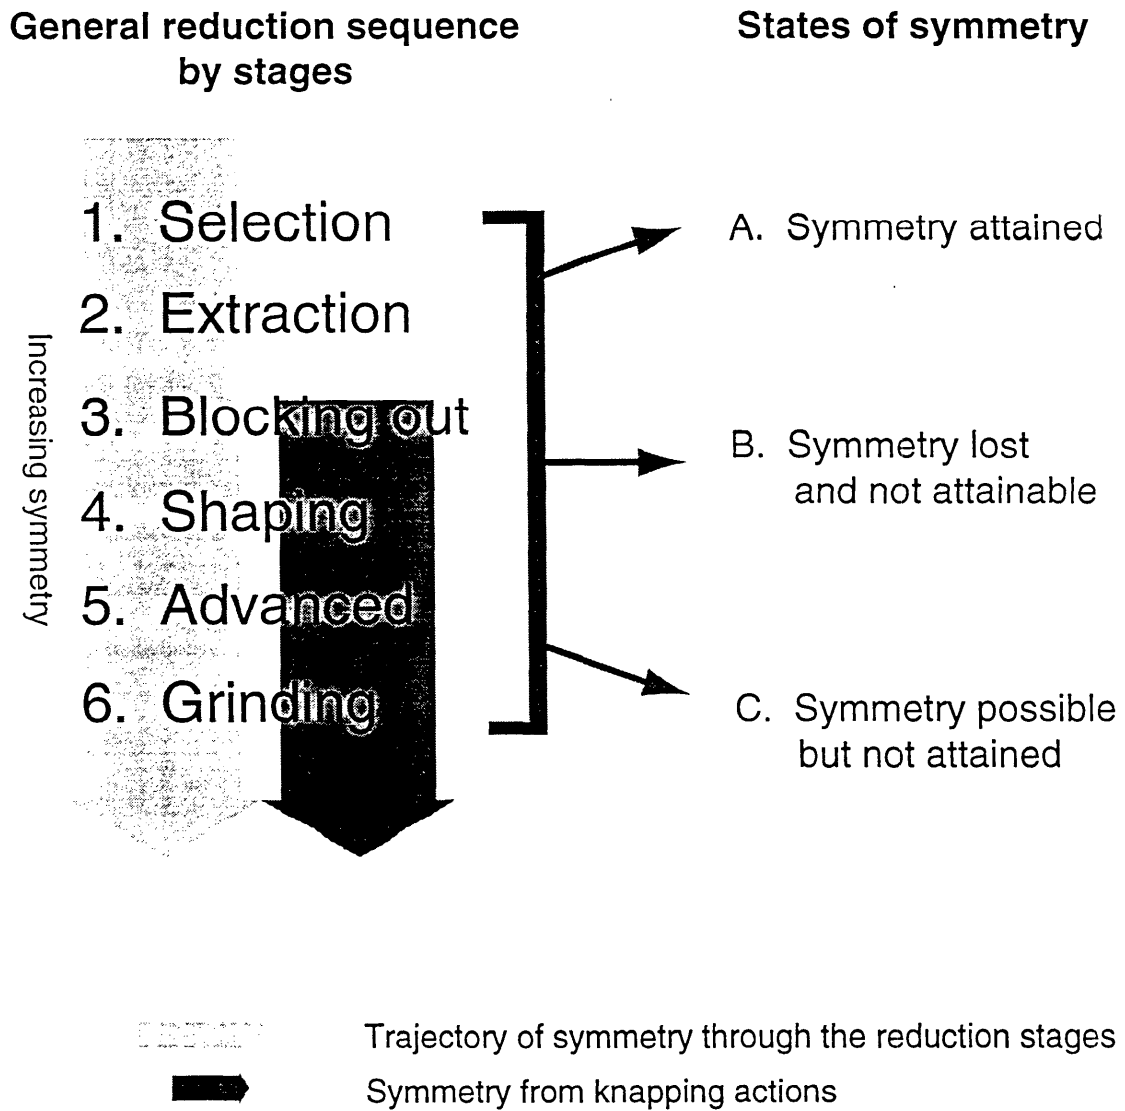 General reduction sequence
by stages
States of symmetry
Increasing symmetry
1. Selection
2. Extraction
3. Blocking out
4. Shaping
5. Advanced
6. Grinding
A. Symmetry attained
B. Symmetry lost
and not attainable
C. Symmetry possible
but not attained
Trajectory of symmetry through the reduction stages
Symmetry from knapping actions